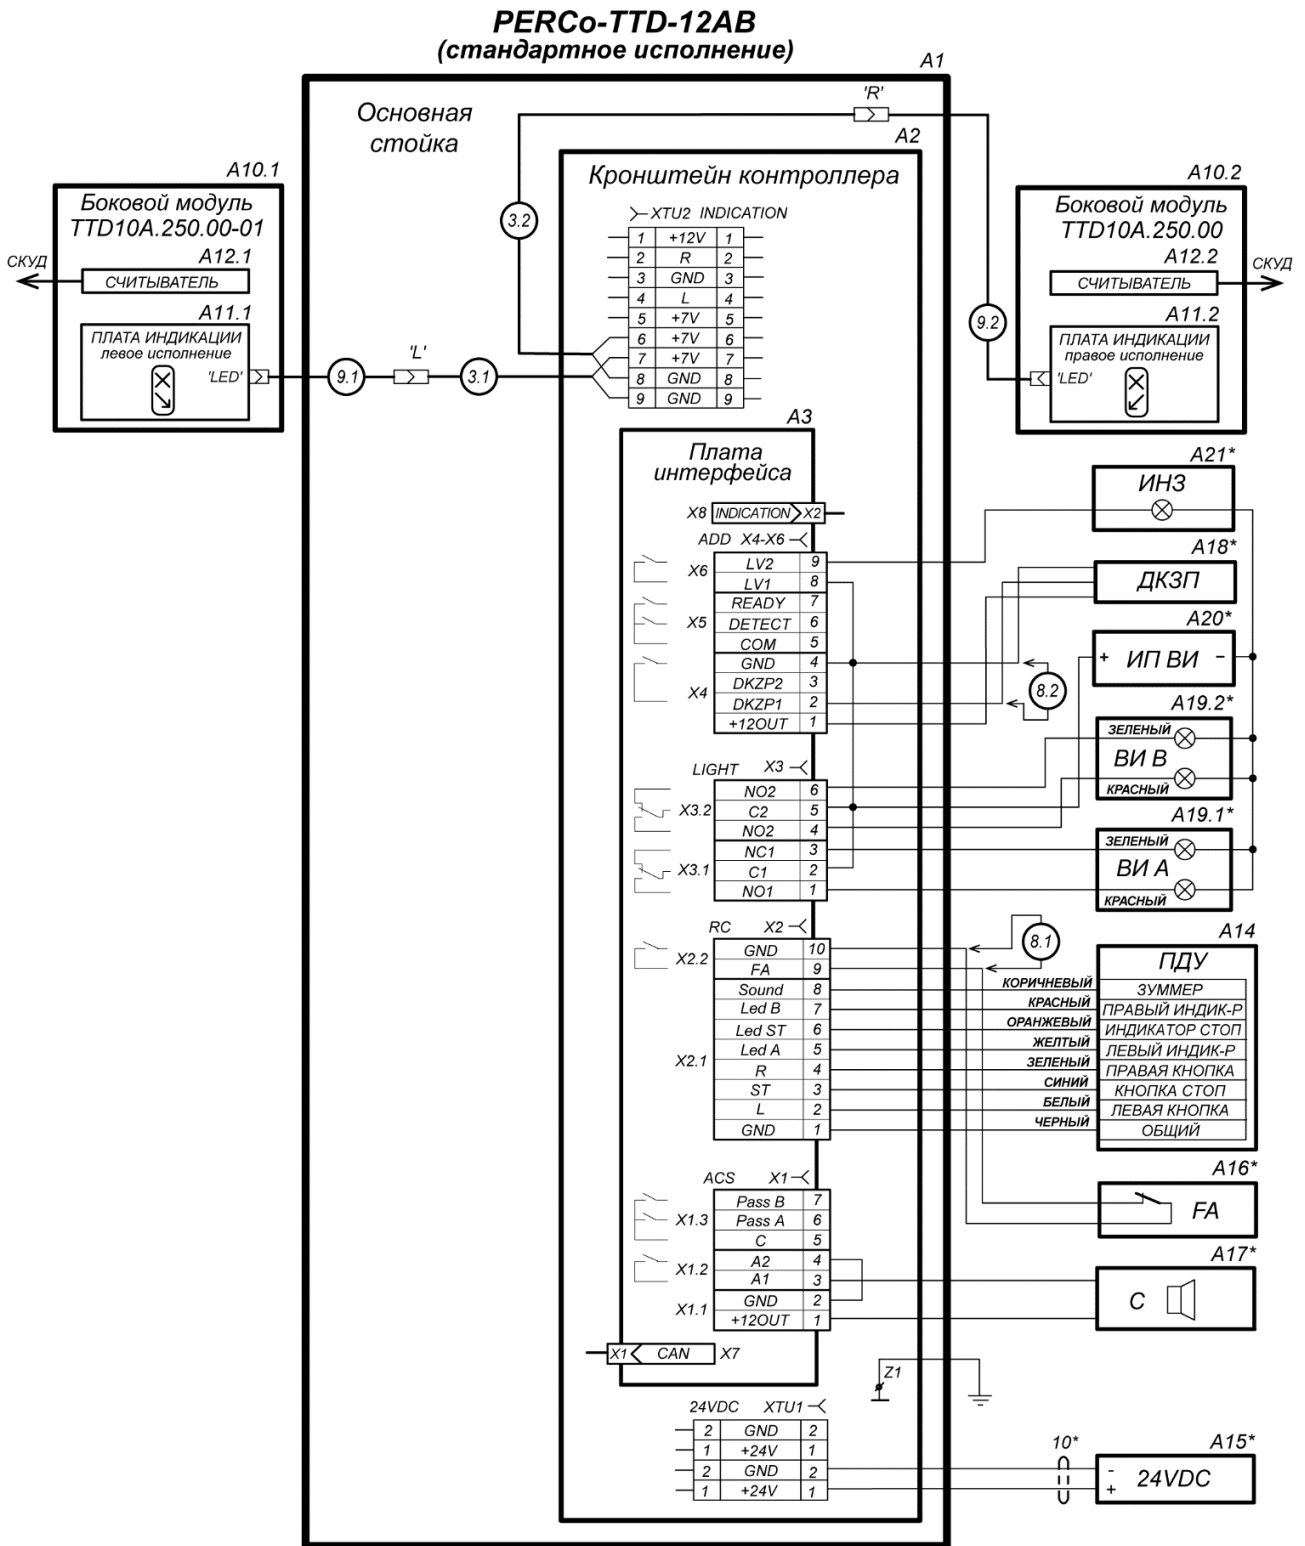 PERCo-TTD-12AB
(стандартное исполнение)
A1
Основная
стойка
'R'
A2
Кронштейн контроллера
A10.1
Боковой модуль
TTD10A.250.00-01
A12.1
СЧИТЫВАТЕЛЬ
СКУД
A11.1
ПЛАТА ИНДИКАЦИИ
левое исполнение
'LED'
9.1
'L'
3.1
3.2
XTU2 INDICATION
1 +12V 1
2 R 2
3 GND 3
4 L 4
5 +7V 5
6 +7V 6
7 +7V 7
8 GND 8
9 GND 9
9.2
A10.2
Боковой модуль
TTD10A.250.00
A12.2
СЧИТЫВАТЕЛЬ
СКУД
A11.2
ПЛАТА ИНДИКАЦИИ
правое исполнение
'LED'
A3
Плата
интерфейса
X8 INDICATION X2
ADD X4-X6
X6
LV2 9
LV1 8
X5
READY 7
DETECT 6
COM 5
X4
GND 4
DKZP2 3
DKZP1 2
+12OUT 1
LIGHT X3
X3.2
NO2 6
C2 5
NO2 4
X3.1
NC1 3
C1 2
NO1 1
RC X2
X2.2
GND 10
FA 9
X2.1
Sound 8
Led B 7
Led ST 6
Led A 5
R 4
ST 3
L 2
GND 1
ACS X1
X1.3
Pass B 7
Pass A 6
C 5
X1.2
A2 4
A1 3
X1.1
GND 2
+12OUT 1
X1 CAN X7
Z1
24VDC XTU1
2 GND 2
1 +24V 1
2 GND 2
1 +24V 1
A21*
ИНЗ
A18*
ДКЗП
A20*
+ ИП ВИ -
8.2
A19.2*
ЗЕЛЕНЫЙ
ВИ В
КРАСНЫЙ
A19.1*
ЗЕЛЕНЫЙ
ВИ А
КРАСНЫЙ
8.1
A14
ПДУ
КОРИЧНЕВЫЙ ЗУММЕР
КРАСНЫЙ ПРАВЫЙ ИНДИК-Р
ОРАНЖЕВЫЙ ИНДИКАТОР СТОП
ЖЕЛТЫЙ ЛЕВЫЙ ИНДИК-Р
ЗЕЛЕНЫЙ ПРАВАЯ КНОПКА
СИНИЙ КНОПКА СТОП
БЕЛЫЙ ЛЕВАЯ КНОПКА
ЧЕРНЫЙ ОБЩИЙ
A16*
FA
A17*
C
10*
A15*
-
24VDC
+